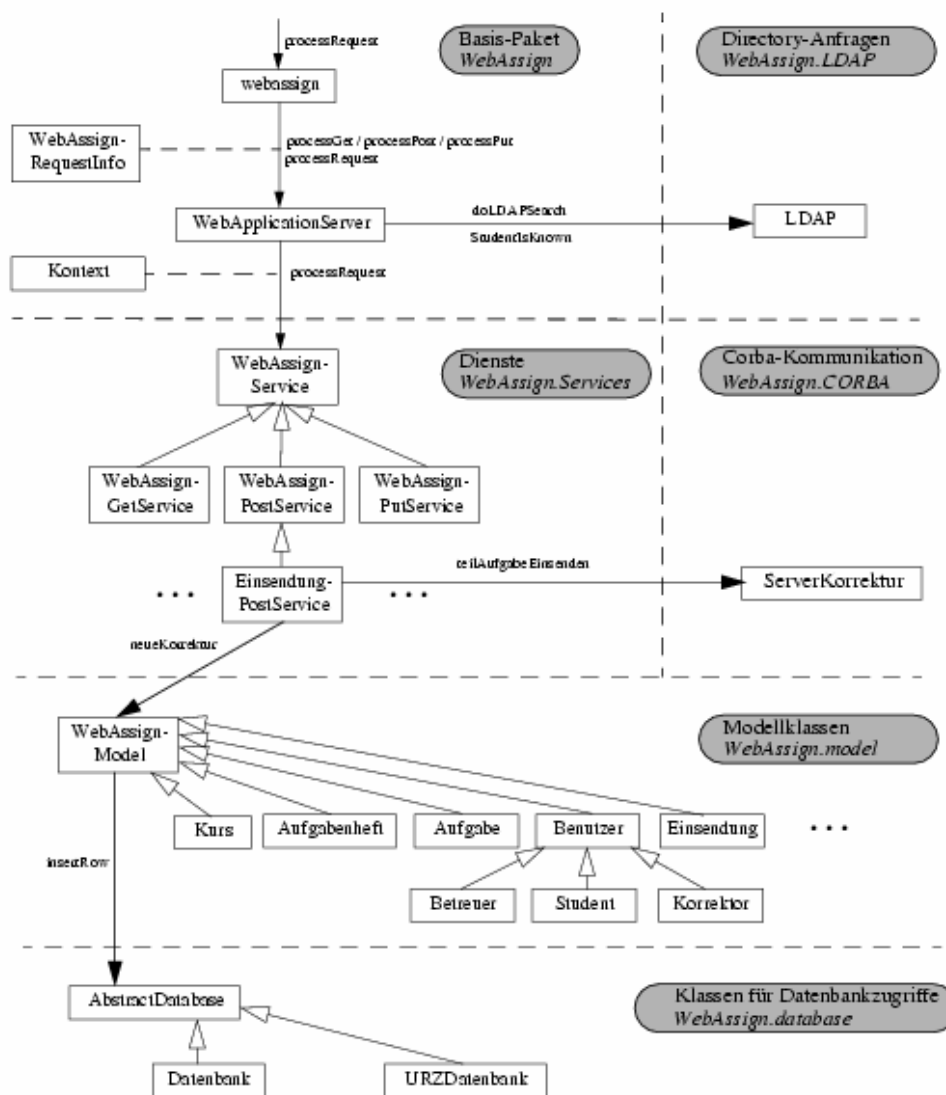 processRequest
Basis-Paket
WebAssign
Directory-Anfragen
WebAssign.LDAP
webassign
WebAssign-
RequestInfo
processGet / processPost / processPut
processRequest
WebApplicationServer
doLDAPSearch
StudentIsKnown
LDAP
Kontext
processRequest
WebAssign-
Service
Dienste
WebAssign.Services
Corba-Kommunikation
WebAssign.CORBA
WebAssign-
GetService
WebAssign-
PostService
WebAssign-
PutService
• • •
Einsendung-
PostService
• • •
teilAufgabeEinsenden
ServerKorrektur
neueKorrektur
WebAssign-
Model
Modellklassen
WebAssign.model
Kurs
Aufgabenheft
Aufgabe
Benutzer
Einsendung
• • •
insertRow
Betreuer
Student
Korrektor
AbstractDatabase
Klassen für Datenbankzugriffe
WebAssign.database
Datenbank
URZDatenbank